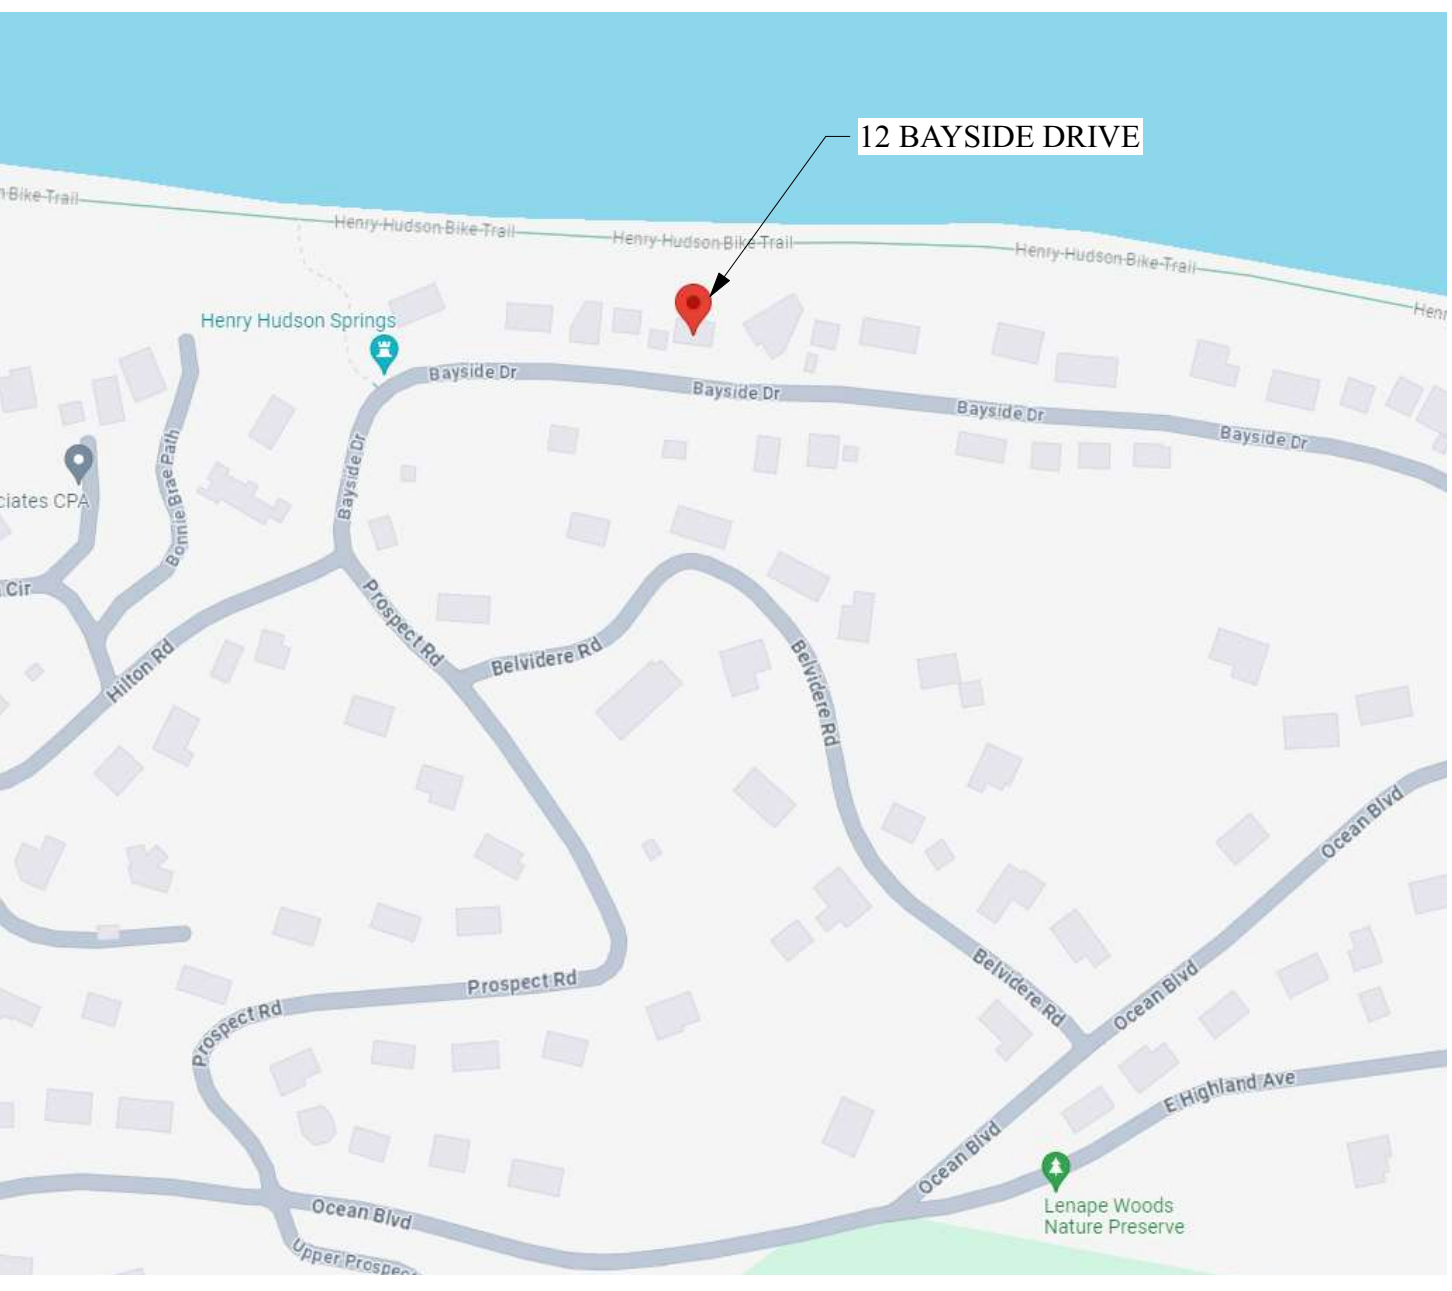 12 BAYSIDE DRIVE
Bike Trail
Henry Hudson Bike Trail
Henry Hudson Bike Trail
Henry Hudson Bike Trail
Henry Hudson Springs
Bayside Dr
Bayside Dr
Bayside Dr
Bayside Dr
Bayside Dr
Bonnie Brae Path
ciates CPA
Cir
Prospect Rd
Hilton Rd
Belvidere Rd
Belvidere Rd
Ocean Blvd
Belvidere Rd
Ocean Blvd
Prospect Rd
Prospect Rd
E Highland Ave
Ocean Blvd
Ocean Blvd
Lenape Woods
Nature Preserve
Upper Prospec